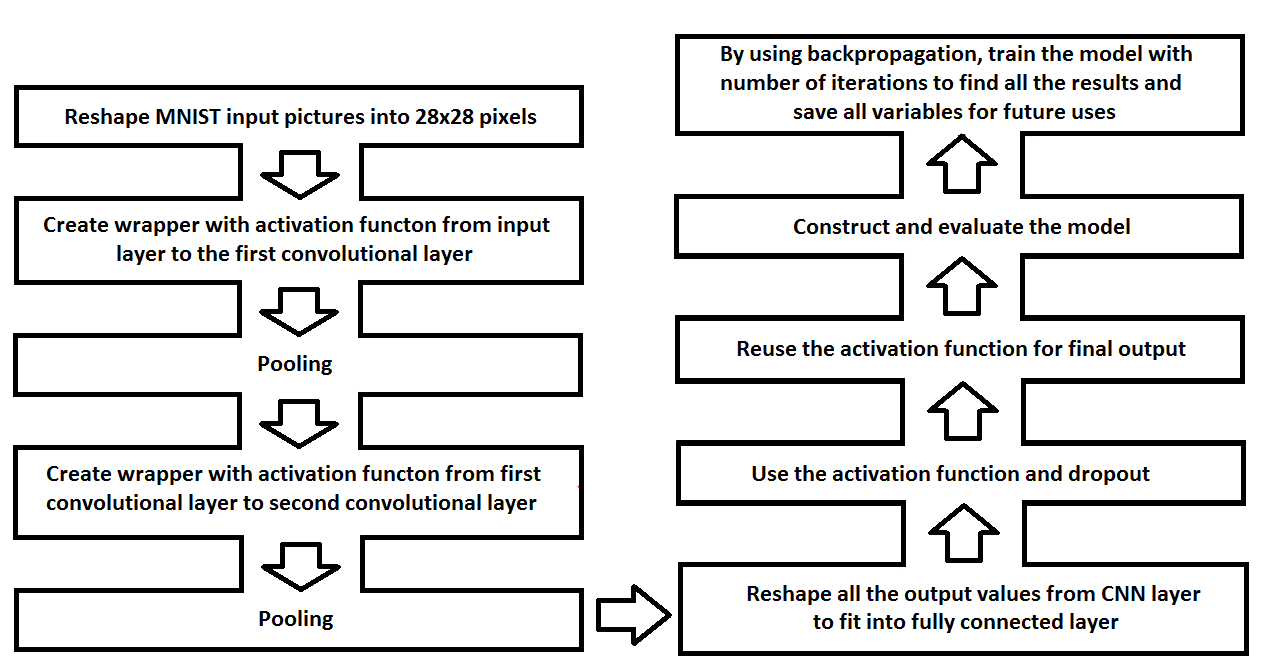 Reshape MNIST input pictures into 28x28 pixels
Create wrapper with activation functon from input
layer to the first convolutional layer
Pooling
Create wrapper with activation functon from first
convolutional layer to second convolutional layer
Pooling
Reshape all the output values from CNN layer
to fit into fully connected layer
Use the activation function and dropout
Reuse the activation function for final output
Construct and evaluate the model
By using backpropagation, train the model with
number of iterations to find all the results and
save all variables for future uses